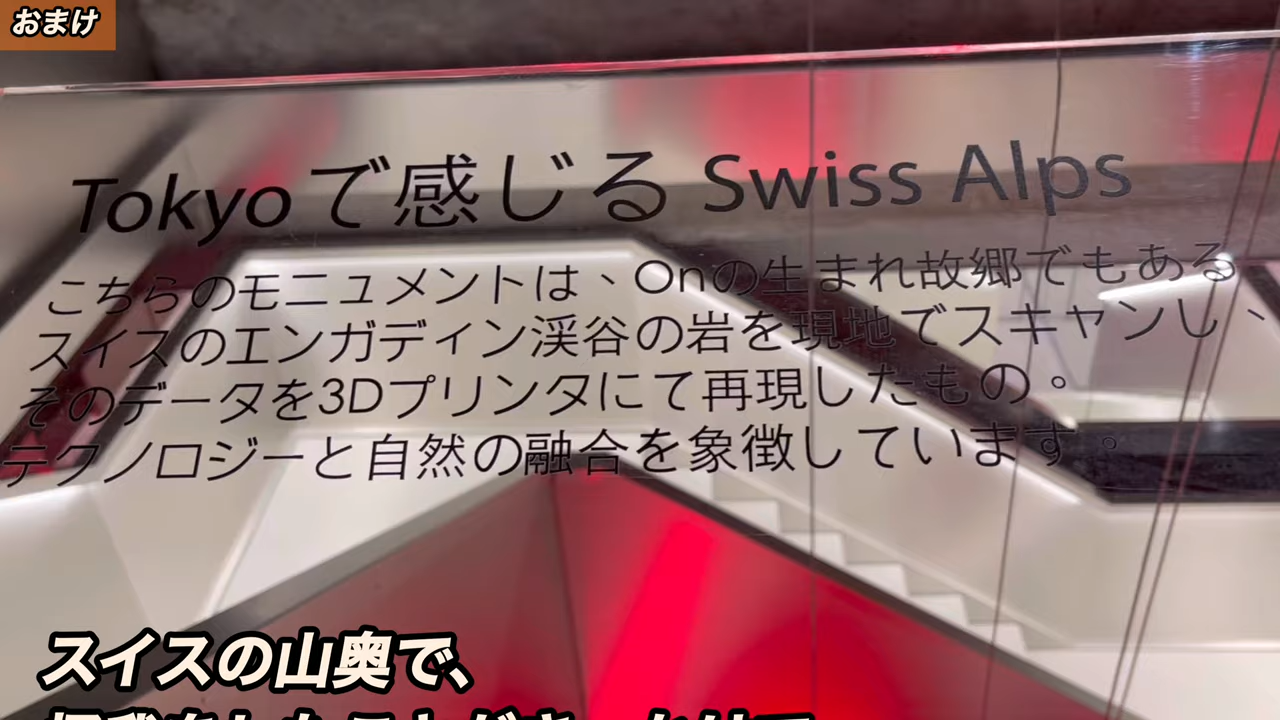 おまけ
Tokyoで感じる Swiss Alps
こちらのモニュメントは、Onの生まれ故郷でもある
スイスのエンガディン渓谷の岩を現地でスキャンし、
そのデータを3Dプリンタにて再現したもの。
テクノロジーと自然の融合を象徴しています。
スイスの山奥で、